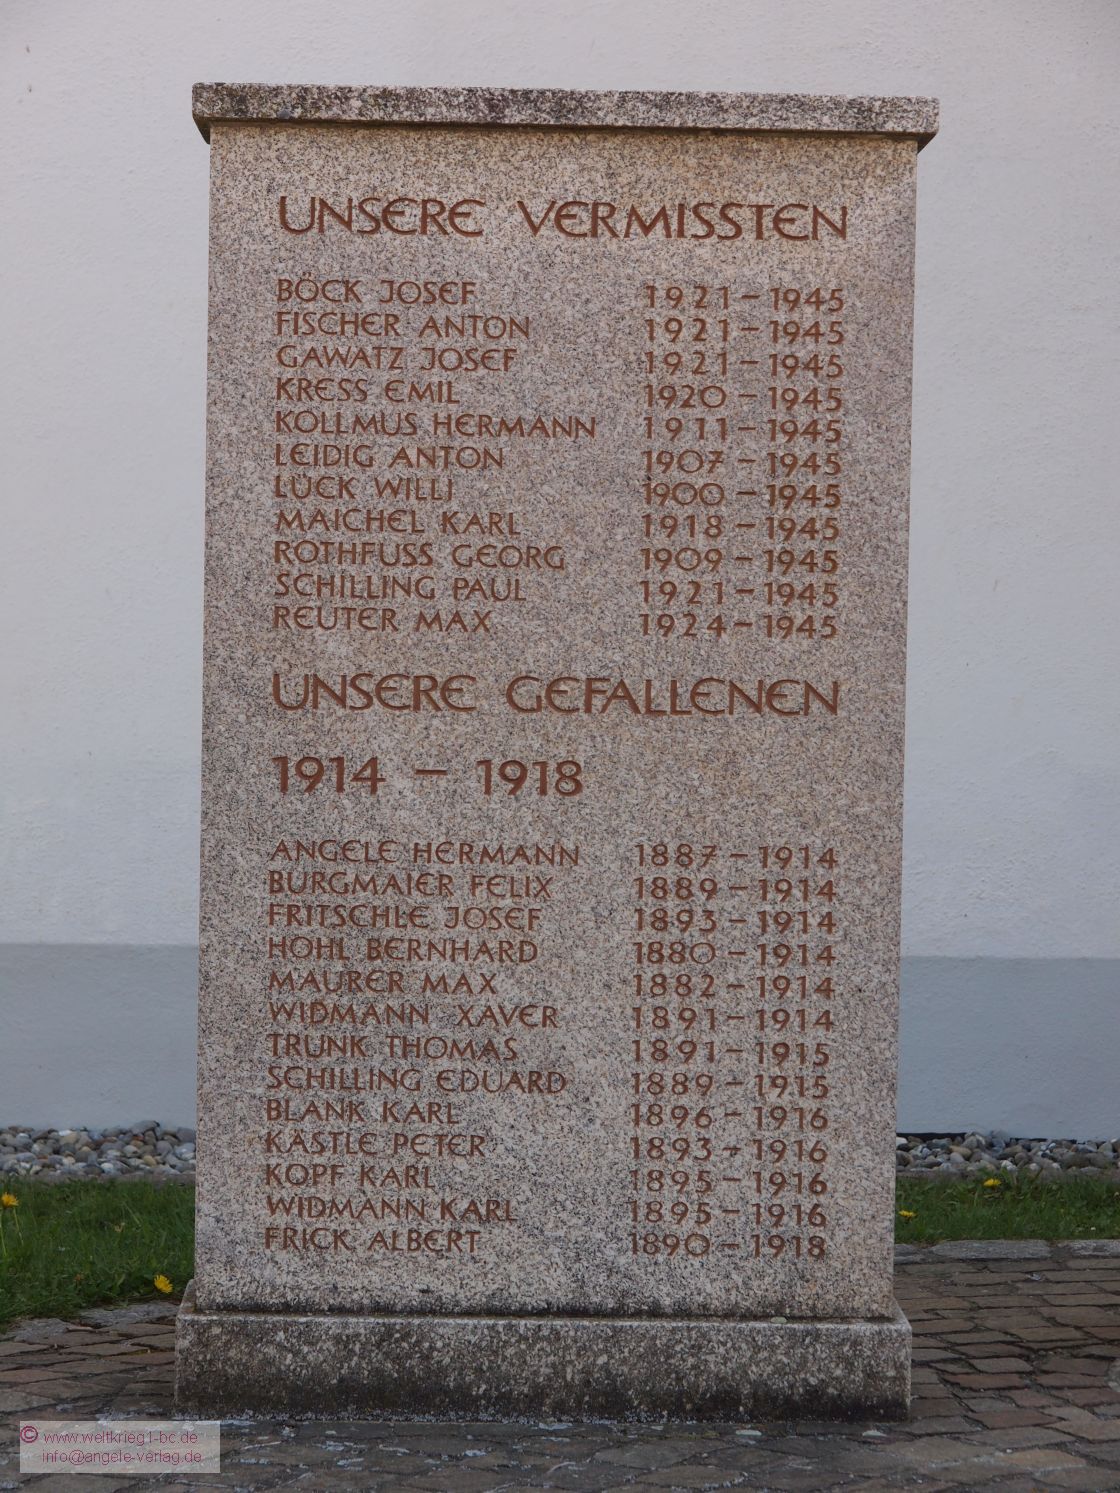 UNSERE VERMISSTEN
BÖCK JOSEF 1921 – 1945
FISCHER ANTON 1921 – 1945
GAWATZ JOSEF 1921 – 1945
KRESS EMIL 1920 – 1945
KOLLMUS HERMANN 1911 – 1945
LEIDIG ANTON 1907 – 1945
LÜCK WILLJ 1900 – 1945
MAICHEL KARL 1918 – 1945
ROTHFUSS GEORG 1909 – 1945
SCHILLING PAUL 1921 – 1945
REUTER MAX 1924 – 1945
UNSERE GEFALLENEN
1914 – 1918
ANGELE HERMANN 1887 – 1914
BURGMAIER FELIX 1889 – 1914
FRITSCHLE JOSEF 1893 – 1914
HOHL BERNHARD 1880 – 1914
MAURER MAX 1882 – 1914
WIDMANN XAVER 1891 – 1914
TRUNK THOMAS 1891 – 1915
SCHILLING EDUARD 1889 – 1915
BLANK KARL 1896 – 1916
KÄSTLE PETER 1893 – 1916
KOPF KARL 1895 – 1916
WIDMANN KARL 1895 – 1916
FRICK ALBERT 1890 – 1918
© www.weltkrieg1-bc.de
info@angele-verlag.de